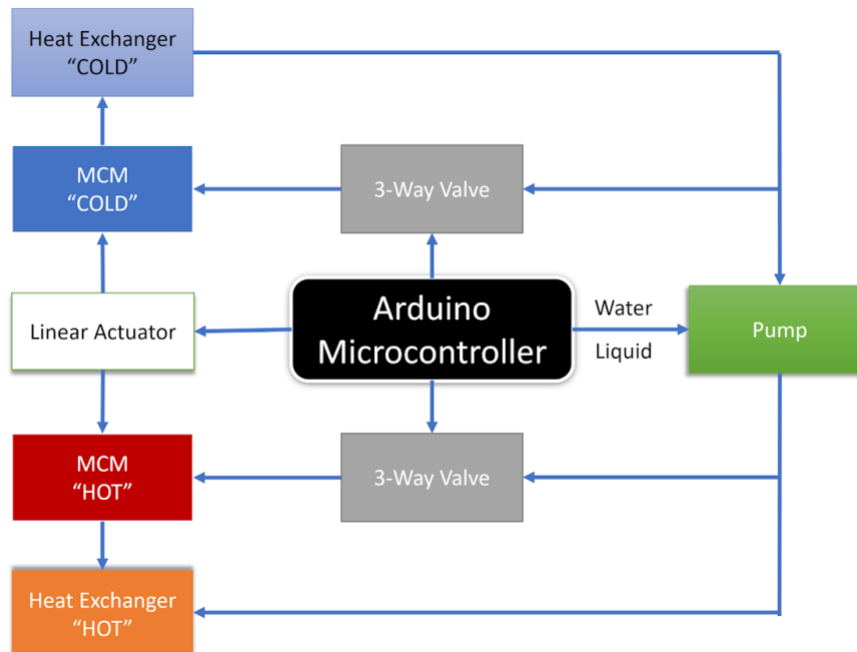 Heat Exchanger
“COLD”
MCM
“COLD”
3-Way Valve
Linear Actuator
Arduino
Microcontroller
Water
Liquid
Pump
MCM
“HOT”
3-Way Valve
Heat Exchanger
“HOT”